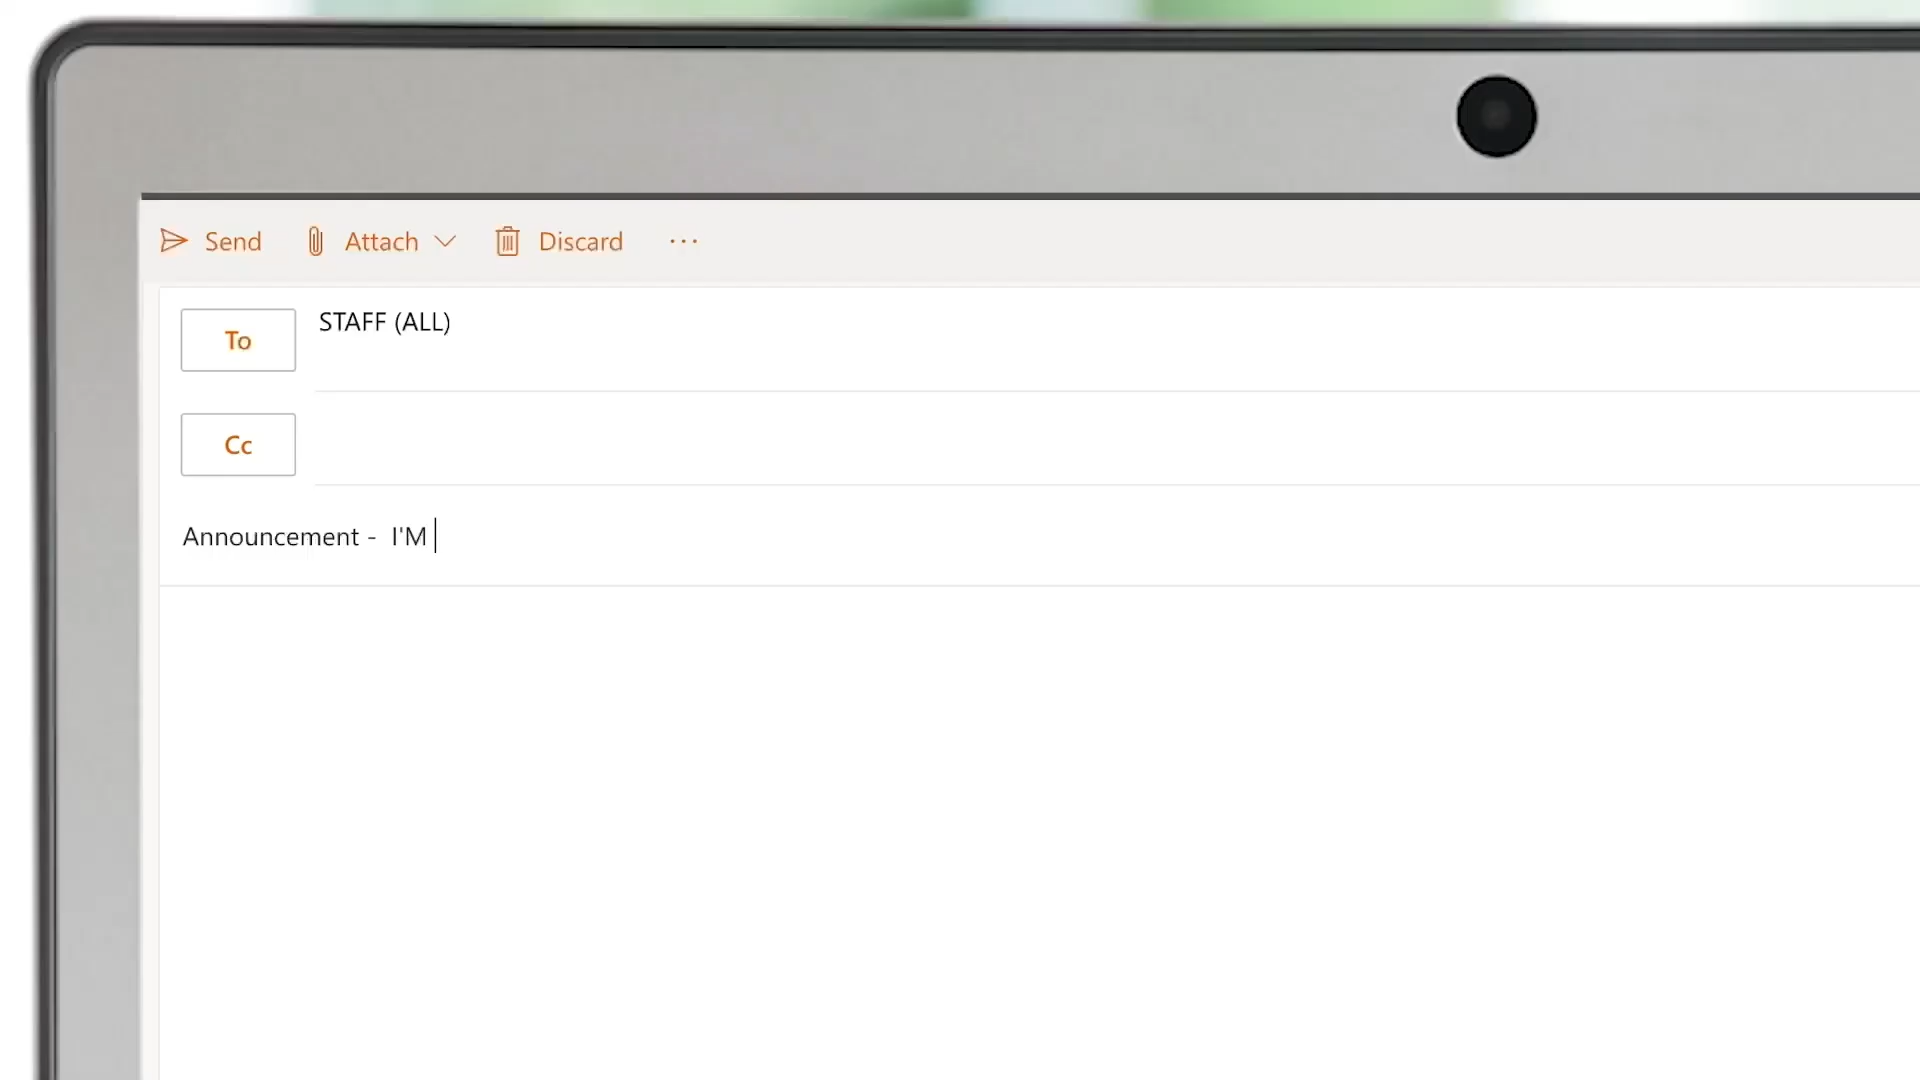 Send Attach Discard ...
To STAFF (ALL)
Cc
Announcement - I'M